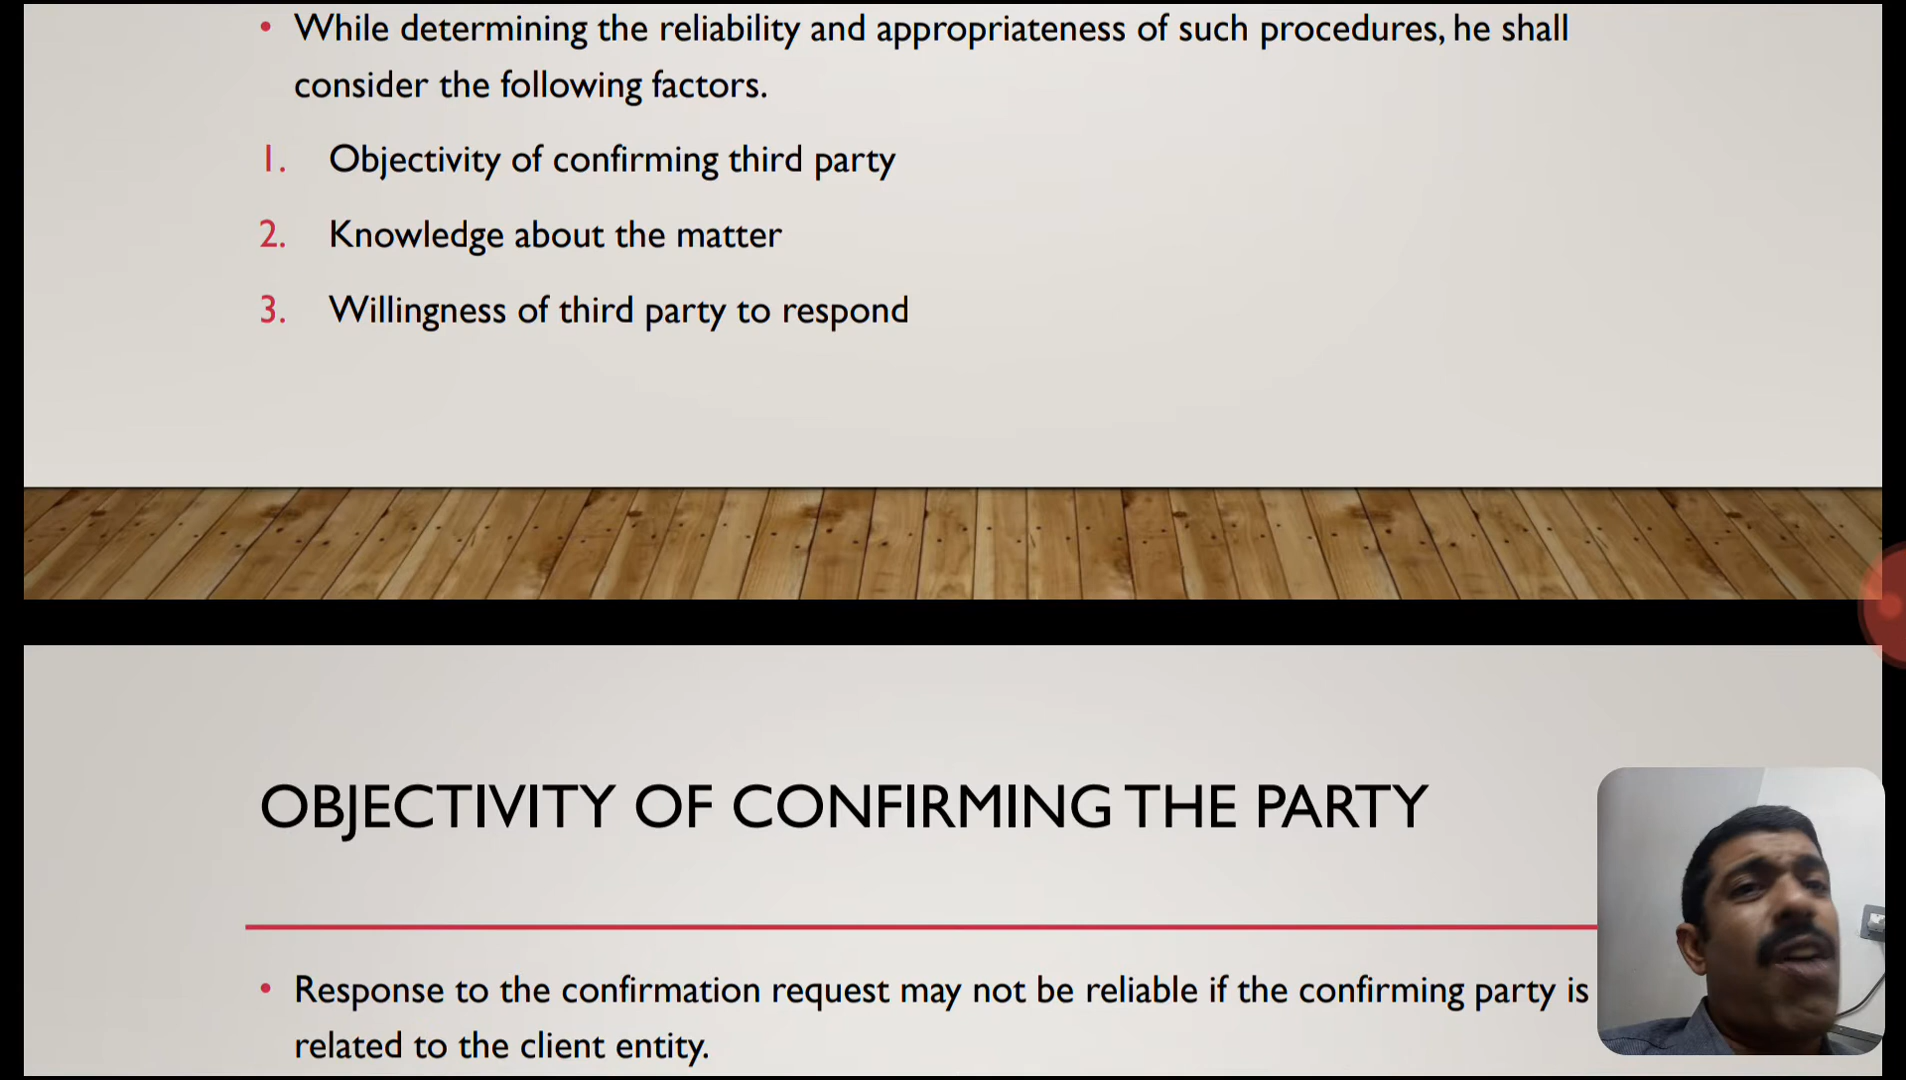 • While determining the reliability and appropriateness of such procedures, he shall
consider the following factors.
1. Objectivity of confirming third party
2. Knowledge about the matter
3. Willingness of third party to respond
OBJECTIVITY OF CONFIRMING THE PARTY
• Response to the confirmation request may not be reliable if the confirming party is
related to the client entity.